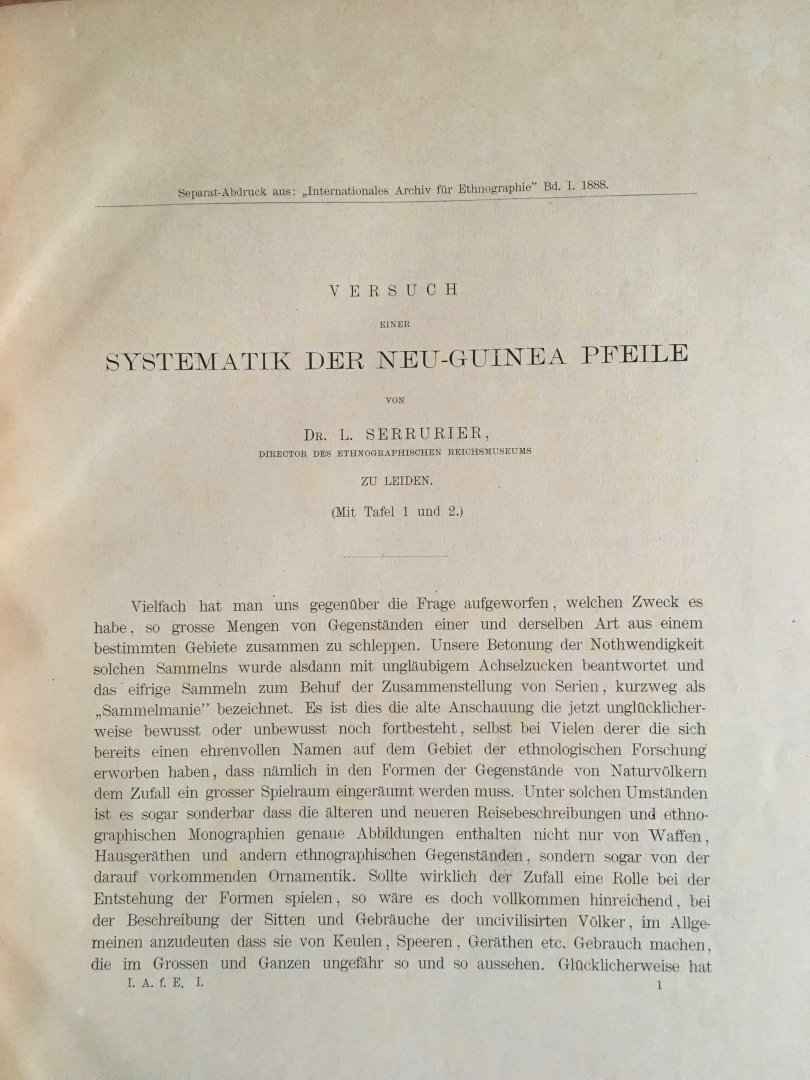 Separat-Abdruck aus: „Internationales Archiv für Ethnographie” Bd. I. 1888.
VERSUCH
EINER
SYSTEMATIK DER NEU-GUINEA PFEILE
VON
DR. L. SERRURIER,
DIRECTOR DES ETHNOGRAPHISCHEN REICHSMUSEUMS
ZU LEIDEN.
(Mit Tafel 1 und 2.)
Vielfach hat man uns gegenüber die Frage aufgeworfen, welchen Zweck es
habe, so grosse Mengen von Gegenständen einer und derselben Art aus einem
bestimmten Gebiete zusammen zu schleppen. Unsere Betonung der Nothwendigkeit
solchen Sammelns wurde alsdann mit ungläubigem Achselzucken beantwortet und
das eifrige Sammeln zum Behuf der Zusammenstellung von Serien, kurzweg als
„Sammelmanie” bezeichnet. Es ist dies die alte Anschauung die jetzt unglücklicher-
weise bewusst oder unbewusst noch fortbesteht, selbst bei Vielen derer die sich
bereits einen ehrenvollen Namen auf dem Gebiet der ethnologischen Forschung
erworben haben, dass nämlich in den Formen der Gegenstände von Naturvölkern
dem Zufall ein grosser Spielraum eingeräumt werden muss. Unter solchen Umständen
ist es sogar sonderbar dass die älteren und neueren Reisebeschreibungen und ethno-
graphischen Monographien genaue Abbildungen enthalten nicht nur von Waffen,
Hausgeräthen und andern ethnographischen Gegenständen, sondern sogar von der
darauf vorkommenden Ornamentik. Sollte wirklich der Zufall eine Rolle bei der
Entstehung der Formen spielen, so wäre es doch vollkommen hinreichend, bei
der Beschreibung der Sitten und Gebräuche der uncivilisirten Völker, im Allge-
meinen anzudeuten dass sie von Keulen, Speeren, Geräthen etc. Gebrauch machen,
die im Grossen und Ganzen ungefähr so und so aussehen. Glücklicherweise hat
I. A. f. E. I.
1